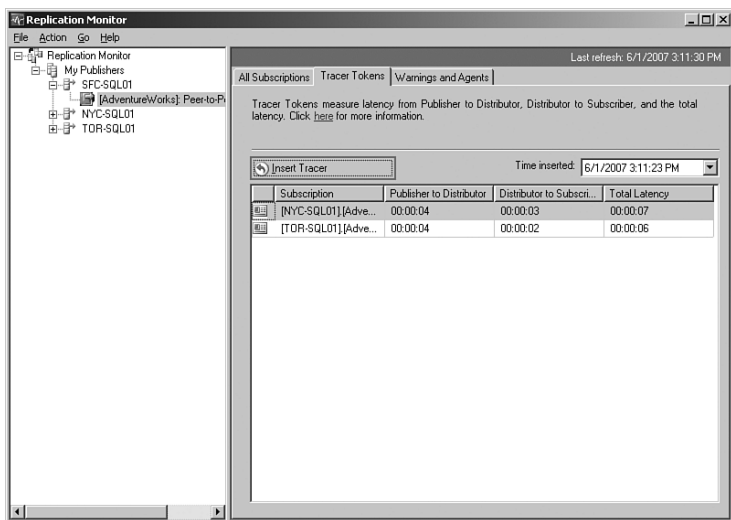 Replication Monitor
File Action Go Help
Replication Monitor
My Publishers
SFC-SQL01
[AdventureWorks]: Peer-to-P
NYC-SQL01
TOR-SQL01
Last refresh: 6/1/2007 3:11:30 PM
All Subscriptions Tracer Tokens Warnings and Agents
Tracer Tokens measure latency from Publisher to Distributor, Distributor to Subscriber, and the total
latency. Click here for more information.
Insert Tracer Time inserted: 6/1/2007 3:11:23 PM
Subscription Publisher to Distributor Distributor to Subscri... Total Latency
[NYC-SQL01].[Adve... 00:00:04 00:00:03 00:00:07
[TOR-SQL01].[Adve... 00:00:04 00:00:02 00:00:06